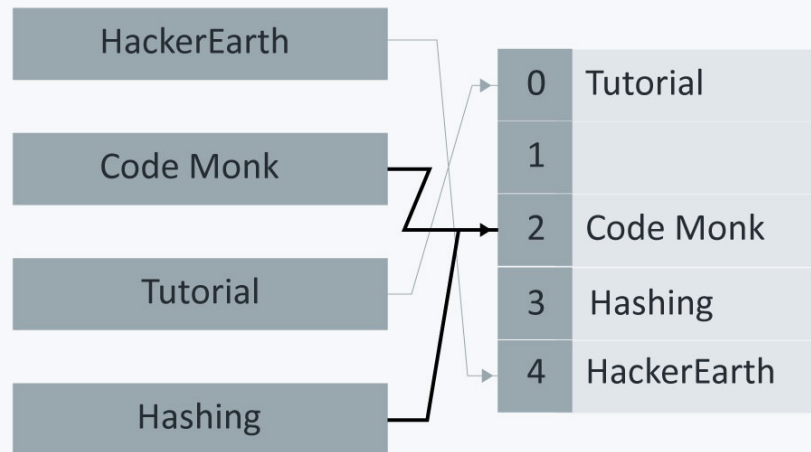 HackerEarth
Code Monk
Tutorial
Hashing
0 Tutorial
1
2 Code Monk
3 Hashing
4 HackerEarth